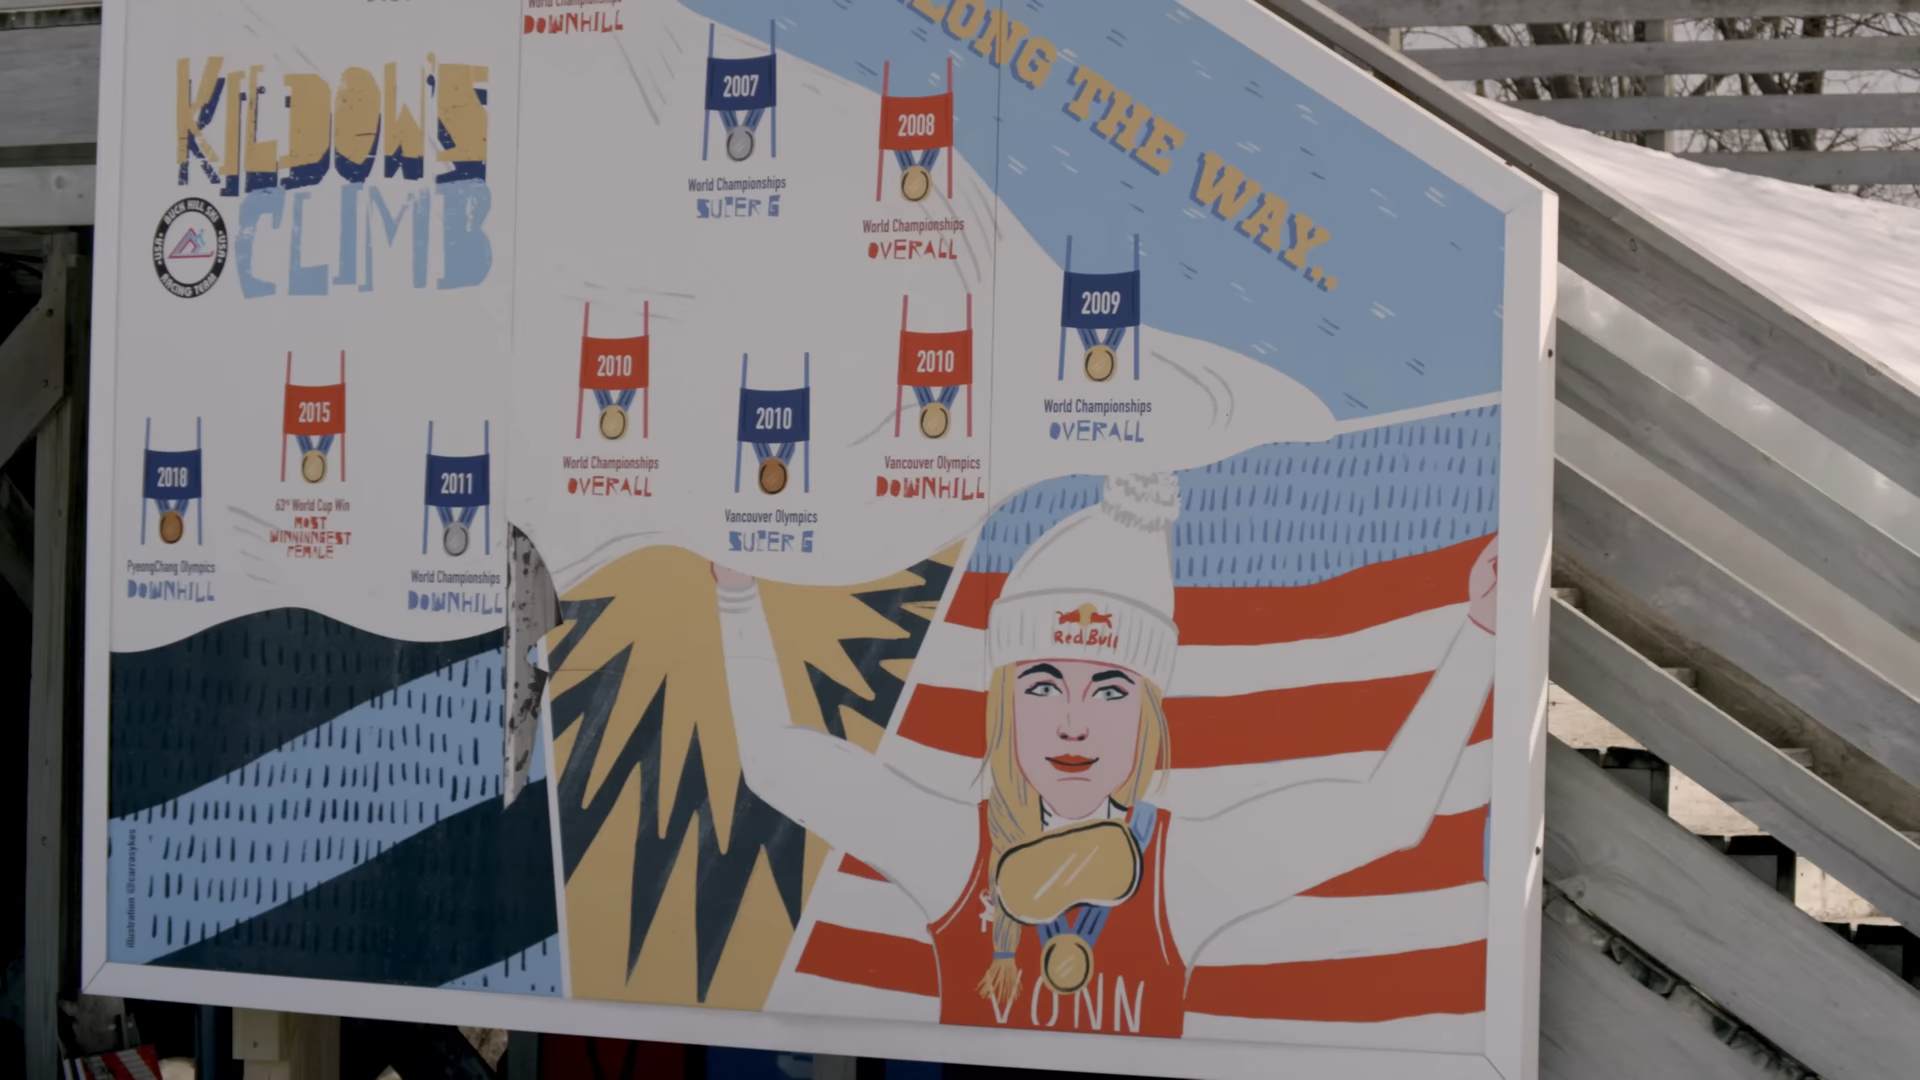 World Championships
DOWNHILL
LONG THE WAY..
KILDOW'S
CLIMB
BUCK HILL SKI
RACING TEAM
USA
USA
2007
World Championships
SUPER G
2008
World Championships
OVERALL
2009
World Championships
OVERALL
2010
World Championships
OVERALL
2010
Vancouver Olympics
SUPER G
2010
Vancouver Olympics
DOWNHILL
2018
PyeongChang Olympics
DOWNHILL
2015
63rd World Cup Win
MOST
WINNINGEST
FEMALE
2011
World Championships
DOWNHILL
Red Bull
VONN
illustration @carrasykes